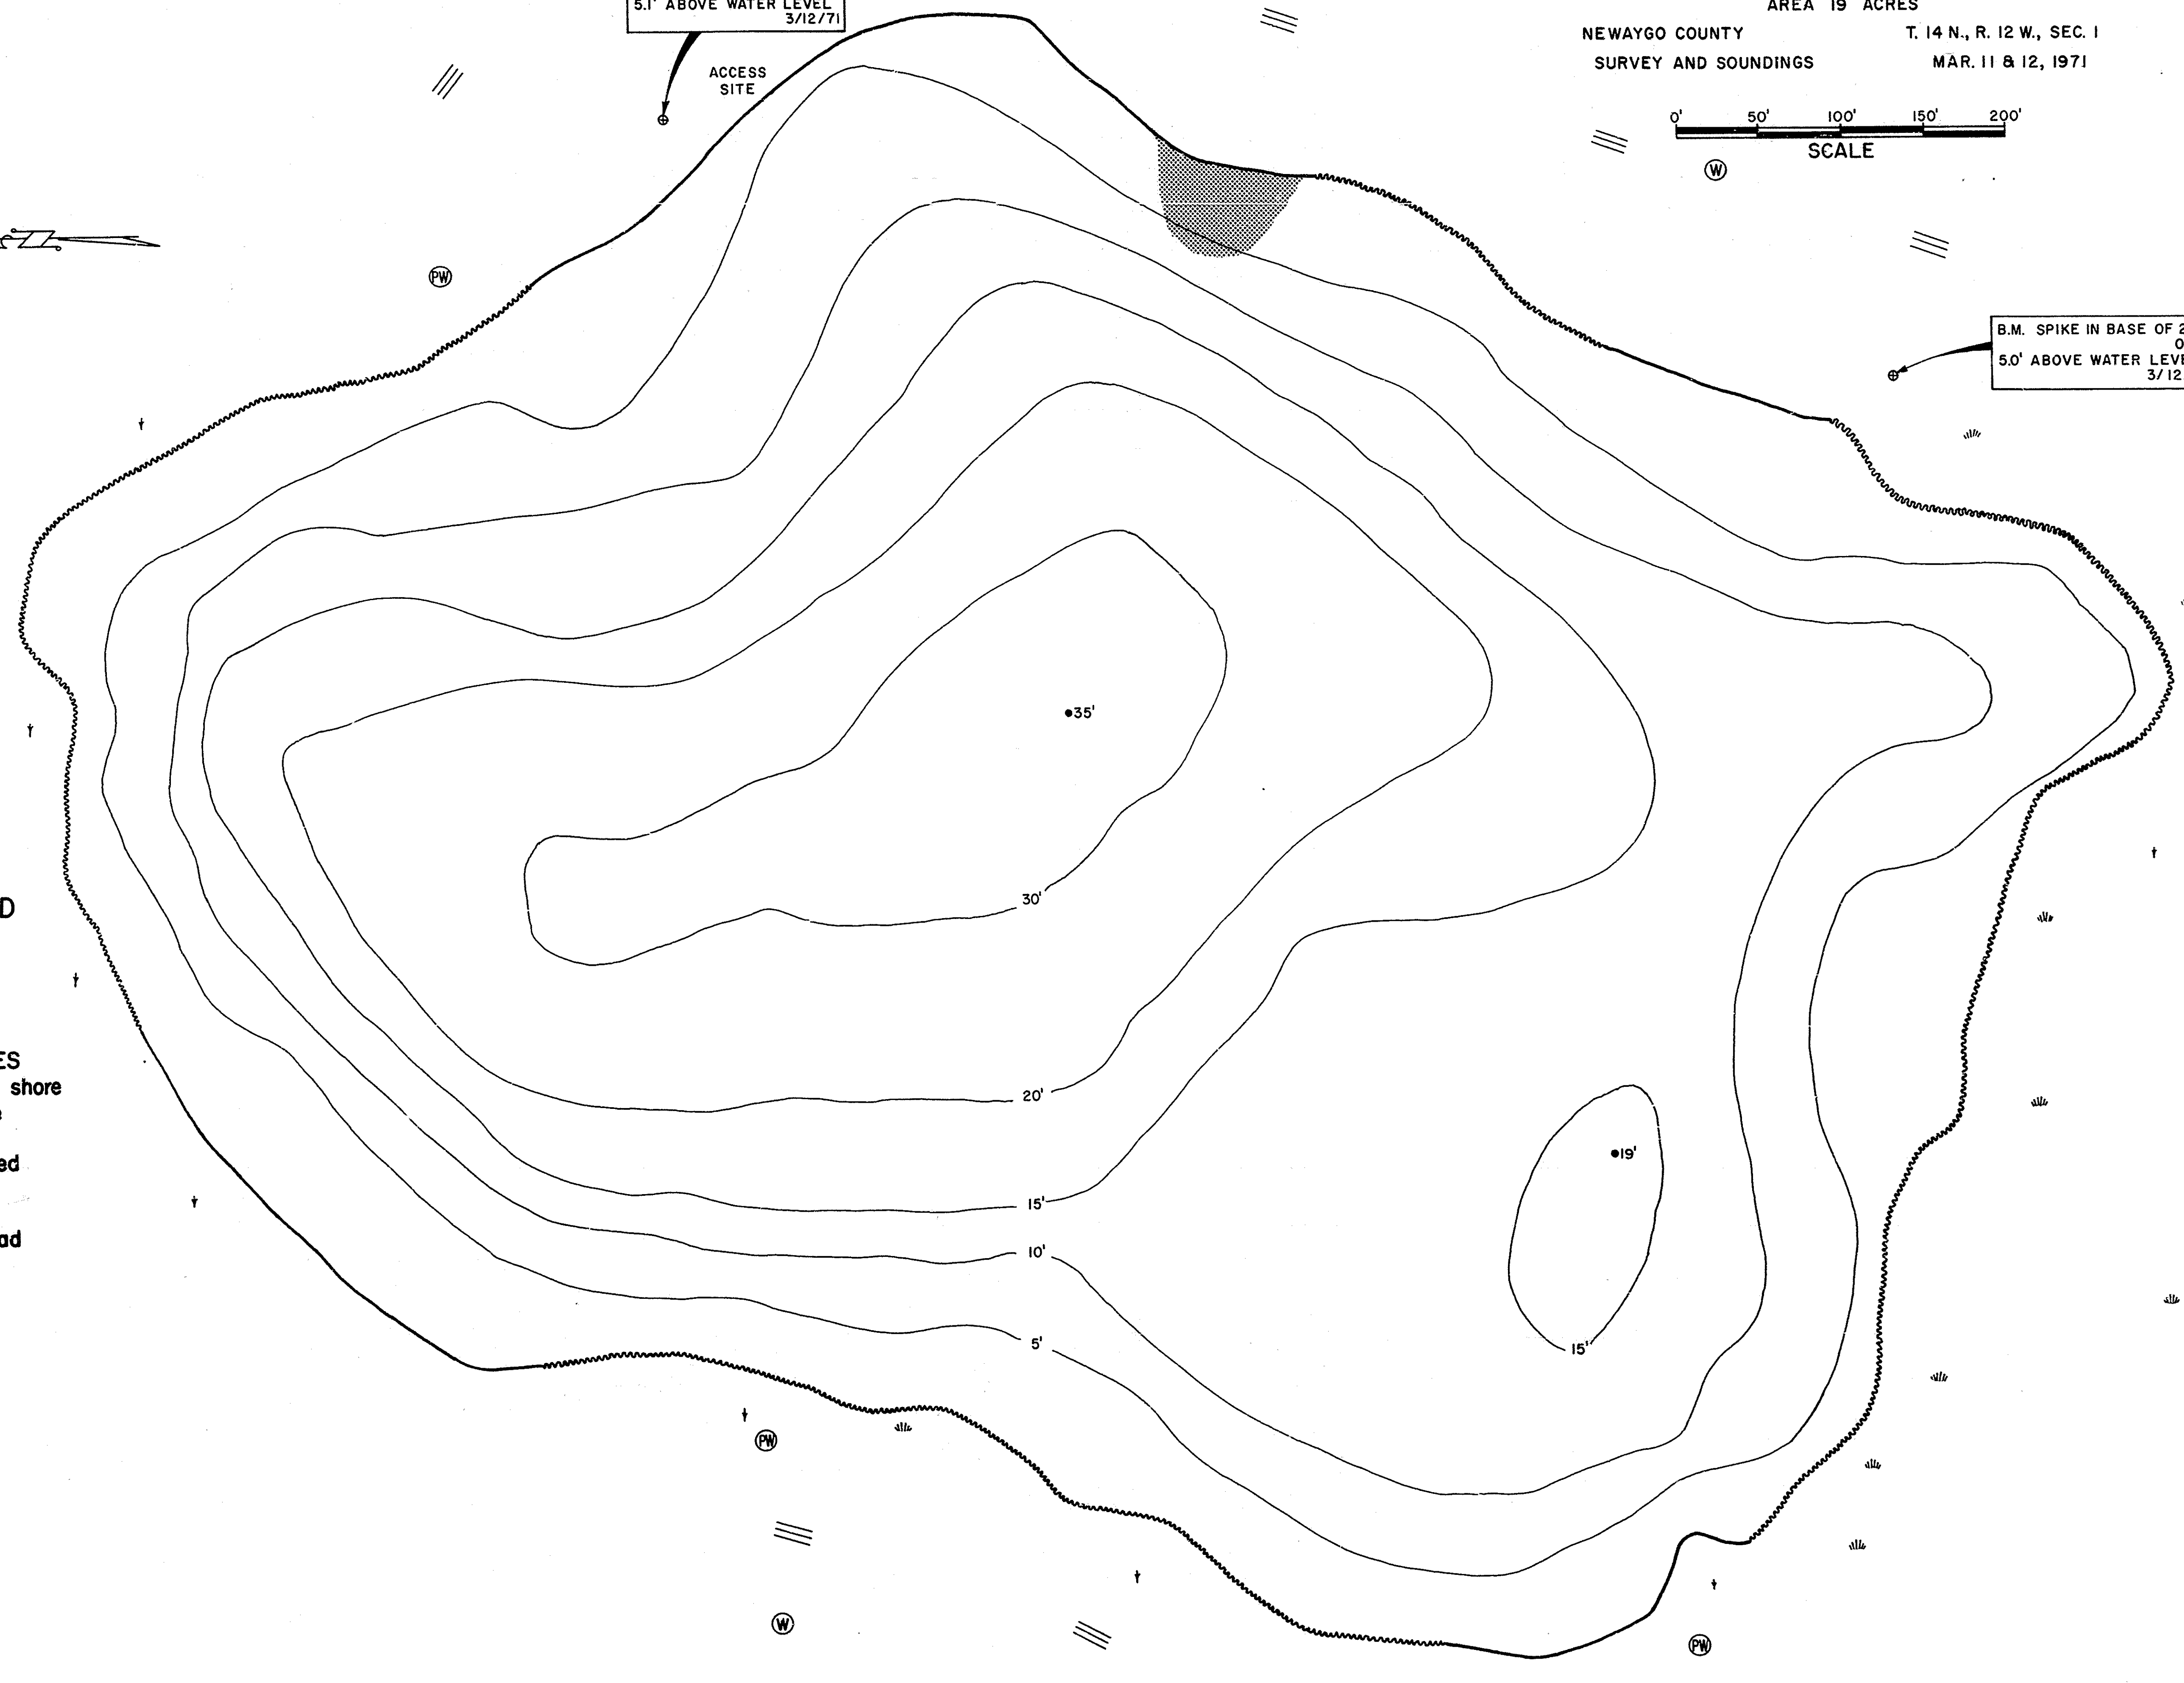 5.1' ABOVE WATER LEVEL
3/12/71
ACCESS
SITE
AREA 19 ACRES
NEWAYGO COUNTY T. 14 N., R. 12 W., SEC. 1
SURVEY AND SOUNDINGS MAR. 11 & 12, 1971
0' 50' 100' 150' 200'
SCALE
W
PW
B.M. SPIKE IN BASE OF 2
O
5.0' ABOVE WATER LEVE
3/12
35'
30'
20'
19'
15'
10'
5'
15'
D
ES
shore
e
ed
ad
PW
W
PW